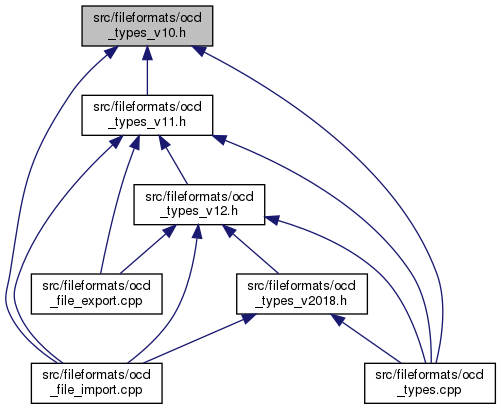 src/fileformats/ocd
_types_v10.h
src/fileformats/ocd
_types_v11.h
src/fileformats/ocd
_types_v12.h
src/fileformats/ocd
_file_export.cpp
src/fileformats/ocd
_types_v2018.h
src/fileformats/ocd
_file_import.cpp
src/fileformats/ocd
_types.cpp